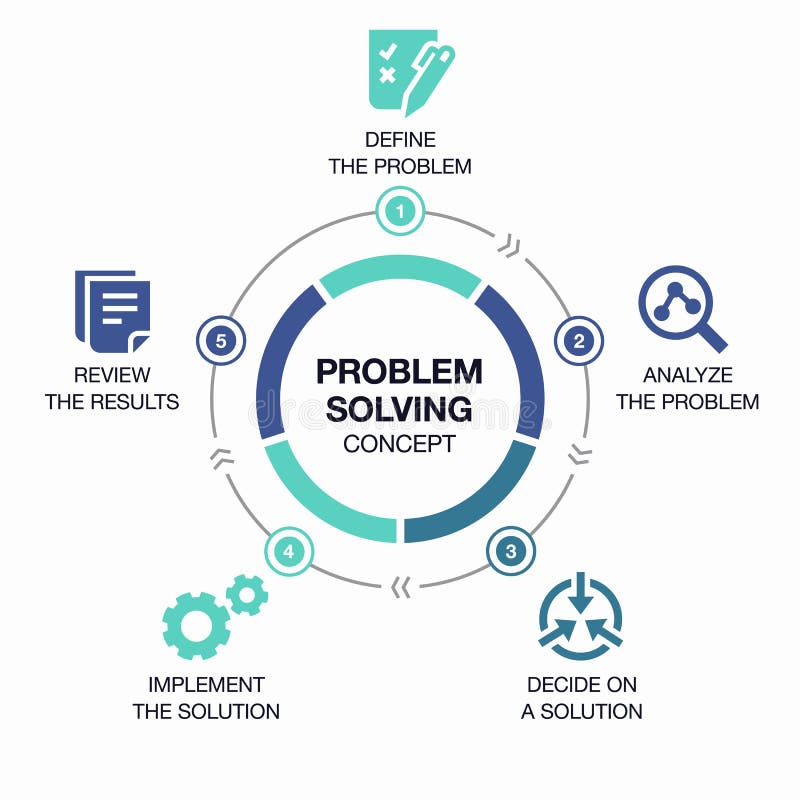 DEFINE
THE PROBLEM
1
ANALYZE
THE PROBLEM
2
DECIDE ON
A SOLUTION
3
IMPLEMENT
THE SOLUTION
4
REVIEW
THE RESULTS
5
PROBLEM
SOLVING
CONCEPT
dreamstime